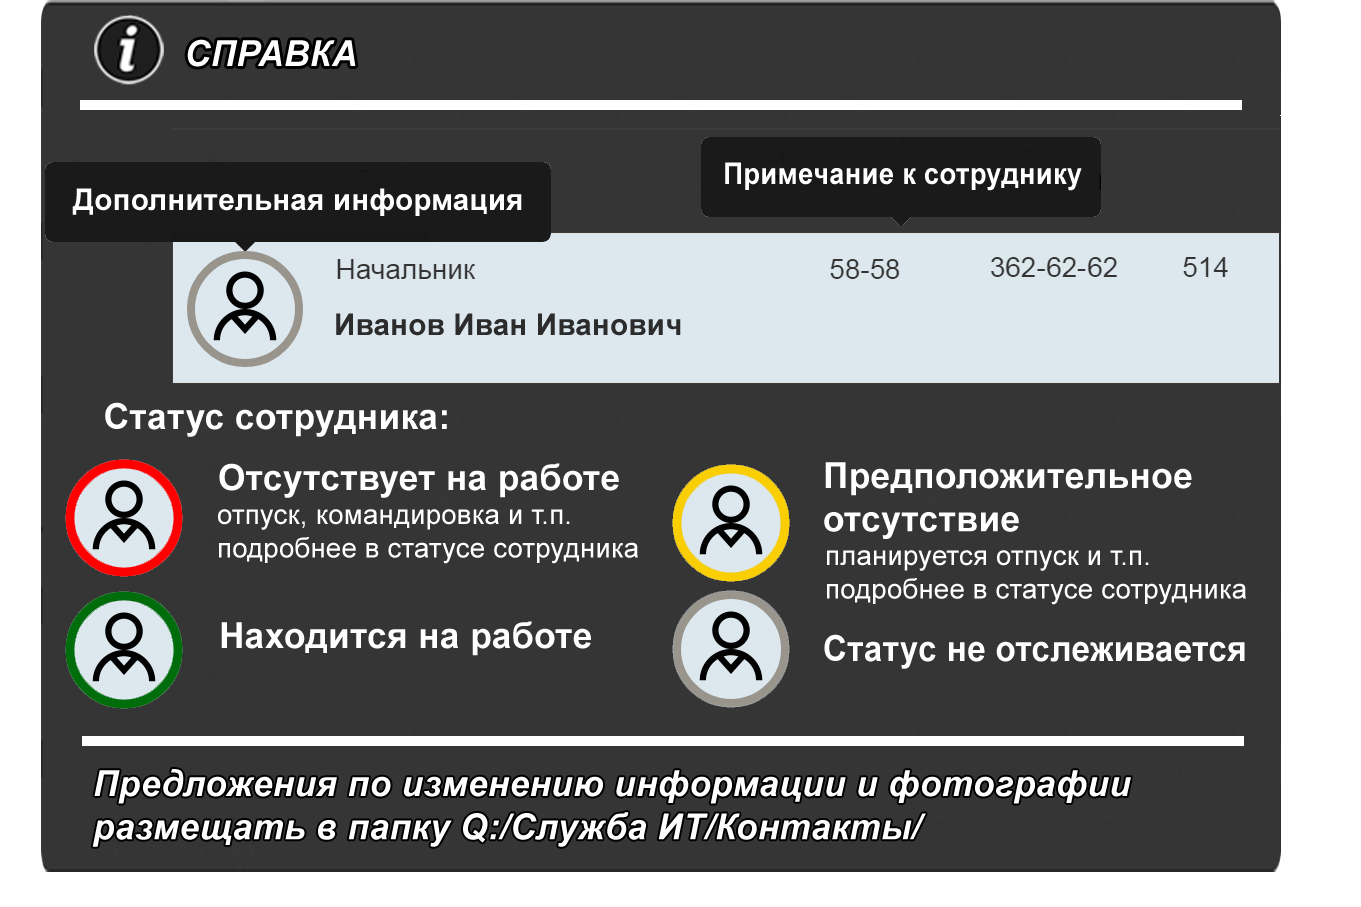 СПРАВКА
Дополнительная информация
Примечание к сотруднику
Начальник 58-58 362-62-62 514
Иванов Иван Иванович
Статус сотрудника:
Отсутствует на работе
отпуск, командировка и т.п.
подробнее в статусе сотрудника
Предположительное
отсутствие
планируется отпуск и т.п.
подробнее в статусе сотрудника
Находится на работе
Статус не отслеживается
Предложения по изменению информации и фотографии
размещать в папку Q:/Служба ИТ/Контакты/